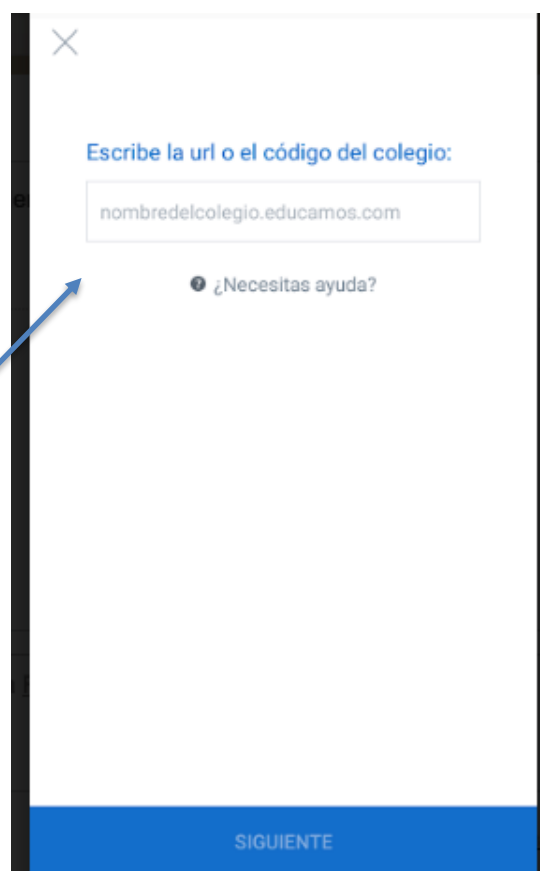 Escribe la url o el código del colegio:
nombredelcolegio.educamos.com
¿Necesitas ayuda?
SIGUIENTE